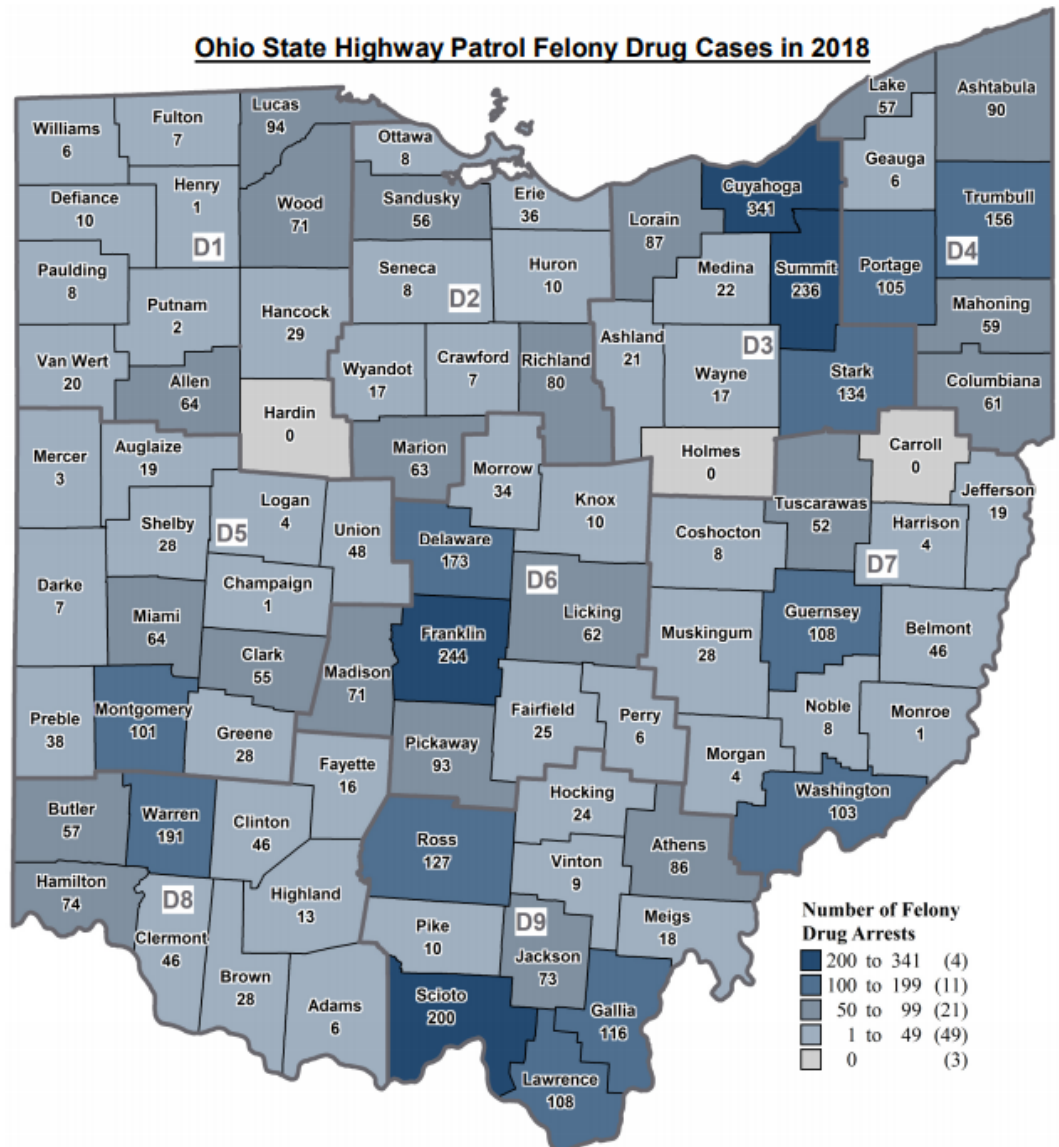 Ohio State Highway Patrol Felony Drug Cases in 2018
Williams
6
Fulton
7
Lucas
94
Ottawa
8
Lake
57
Ashtabula
90
Defiance
10
Henry
1
D1
Wood
71
Sandusky
56
Erie
36
Lorain
87
Cuyahoga
341
Geauga
6
Trumbull
156
D4
Paulding
8
Putnam
2
Hancock
29
Seneca
8
D2
Huron
10
Medina
22
Summit
236
Portage
105
Mahoning
59
Van Wert
20
Allen
64
Hardin
0
Wyandot
17
Crawford
7
Richland
80
Ashland
21
Wayne
17
D3
Stark
134
Columbiana
61
Mercer
3
Auglaize
19
Marion
63
Morrow
34
Knox
10
Holmes
0
Tuscarawas
52
Carroll
0
Jefferson
19
Shelby
28
D5
Logan
4
Union
48
Delaware
173
Coshocton
8
Harrison
4
D7
Darke
7
Miami
64
Champaign
1
D6
Licking
62
Muskingum
28
Guernsey
108
Belmont
46
Clark
55
Madison
71
Franklin
244
Preble
38
Montgomery
101
Greene
28
Fairfield
25
Perry
6
Noble
8
Monroe
1
Fayette
16
Pickaway
93
Morgan
4
Washington
103
Butler
57
Warren
191
Clinton
46
Ross
127
Hocking
24
Athens
86
Hamilton
74
D8
Clermont
46
Highland
13
Vinton
9
Meigs
18
Pike
10
D9
Jackson
73
Brown
28
Adams
6
Scioto
200
Gallia
116
Lawrence
108
Number of Felony
Drug Arrests
200 to 341 (4)
100 to 199 (11)
50 to 99 (21)
1 to 49 (49)
0 (3)